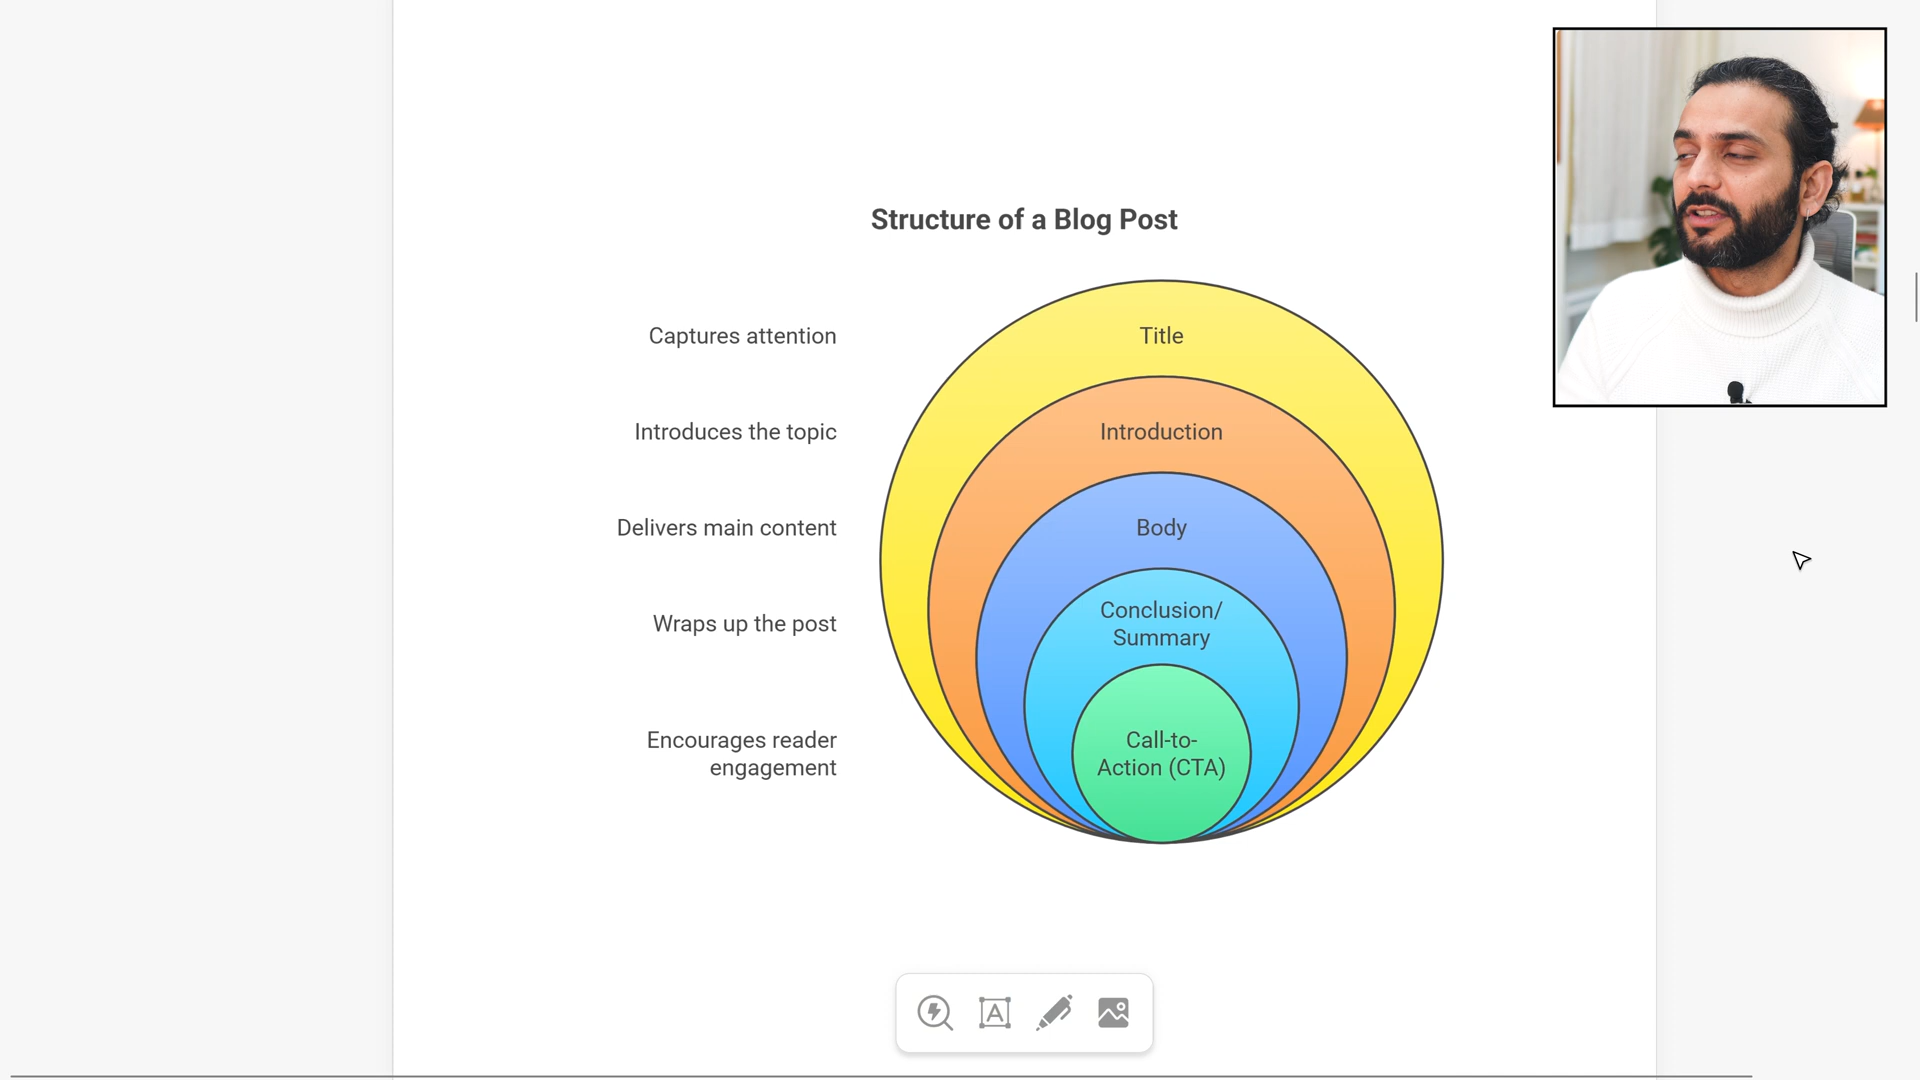 Structure of a Blog Post
Captures attention
Title
Introduces the topic
Introduction
Delivers main content
Body
Wraps up the post
Conclusion/
Summary
Encourages reader
engagement
Call-to-
Action (CTA)
A